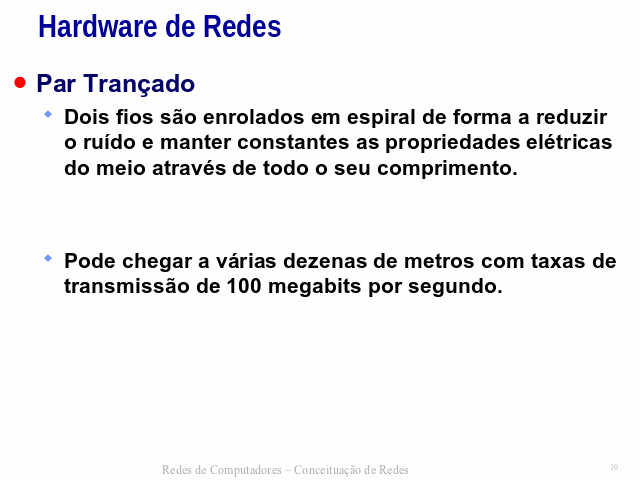 Hardware de Redes
Par Trançado
Dois fios são enrolados em espiral de forma a reduzir
o ruído e manter constantes as propriedades elétricas
do meio através de todo o seu comprimento.
Pode chegar a várias dezenas de metros com taxas de
transmissão de 100 megabits por segundo.
Redes de Computadores – Conceituação de Redes
10